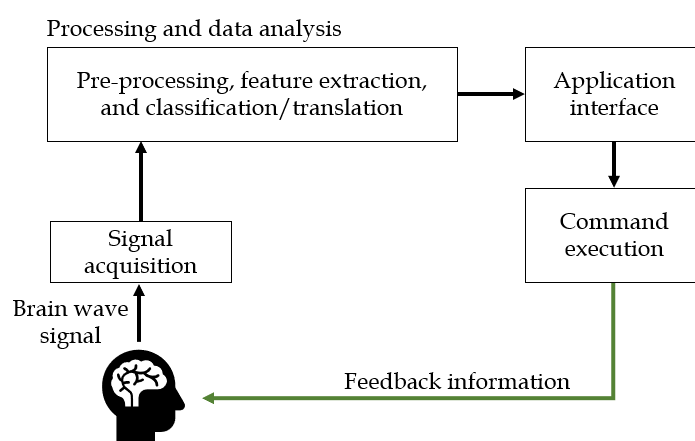 Processing and data analysis
Pre-processing, feature extraction,
and classification/translation
Application
interface
Signal
acquisition
Command
execution
Brain wave
signal
Feedback information